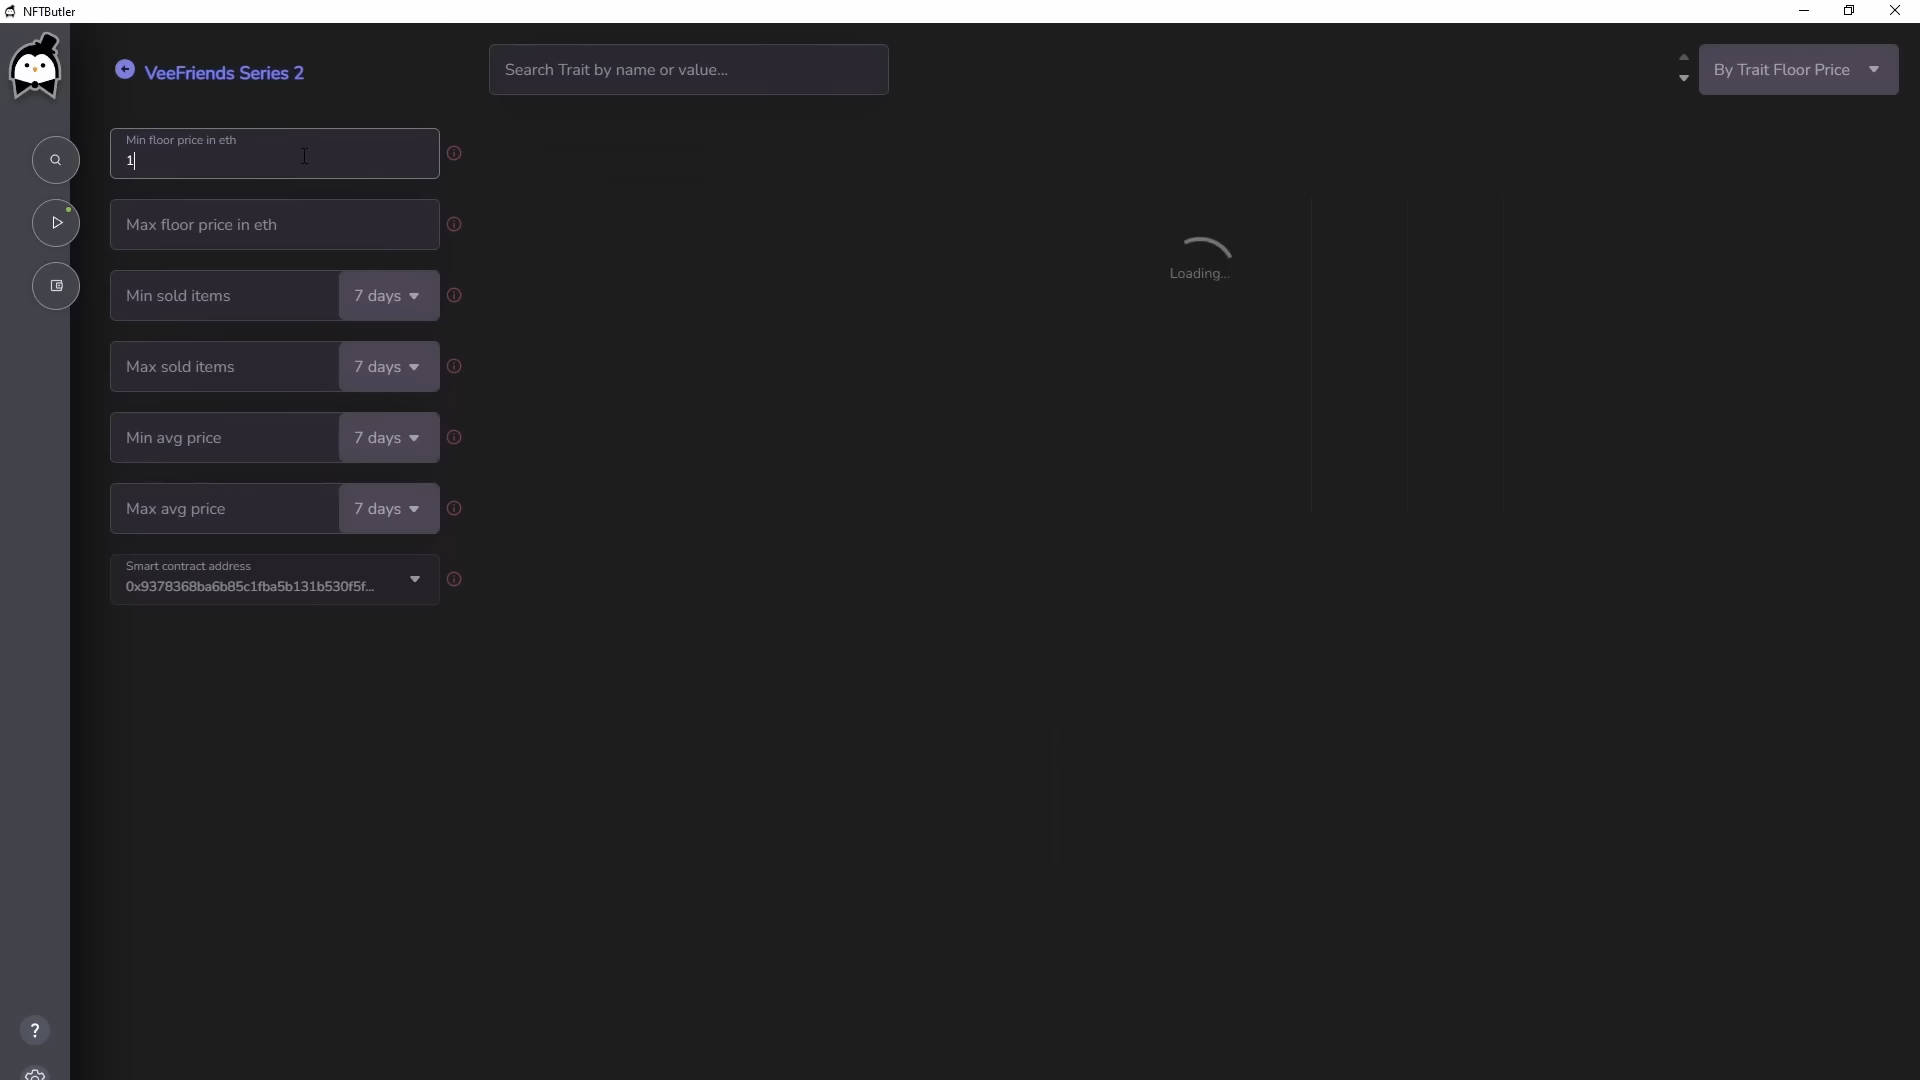 NFTButler
VeeFriends Series 2
Search Trait by name or value...
By Trait Floor Price
Min floor price in eth
1
Max floor price in eth
Loading...
Min sold items
7 days
Max sold items
7 days
Min avg price
7 days
Max avg price
7 days
Smart contract address
0x9378368ba6b85c1fba5b131b530f5f...
?